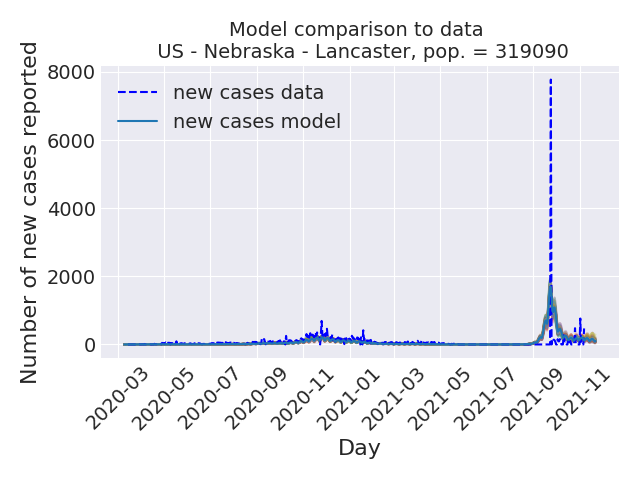 Model comparison to data
US - Nebraska - Lancaster, pop. = 319090
Number of new cases reported
8000
6000
4000
2000
0
new cases data
new cases model
2020-03
2020-05
2020-07
2020-09
2020-11
2021-01
2021-03
2021-05
2021-07
2021-09
2021-11
Day